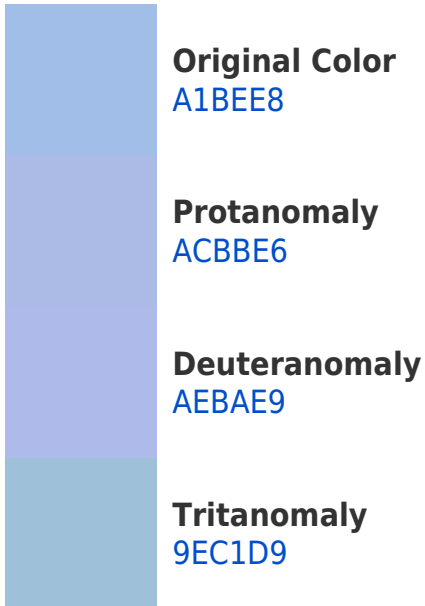 Original Color
A1BEE8
Protanomaly
ACBBE6
Deuteranomaly
AEBAE9
Tritanomaly
9EC1D9